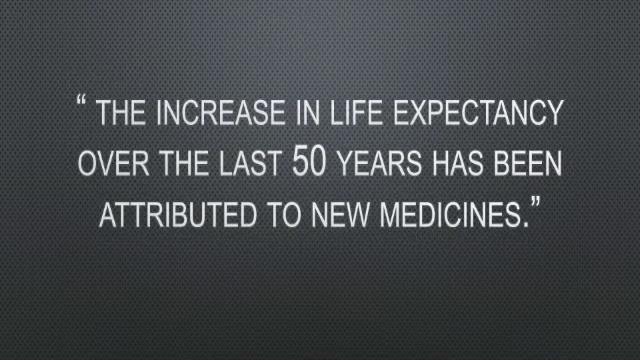 “ THE INCREASE IN LIFE EXPECTANCY
OVER THE LAST 50 YEARS HAS BEEN
ATTRIBUTED TO NEW MEDICINES.”